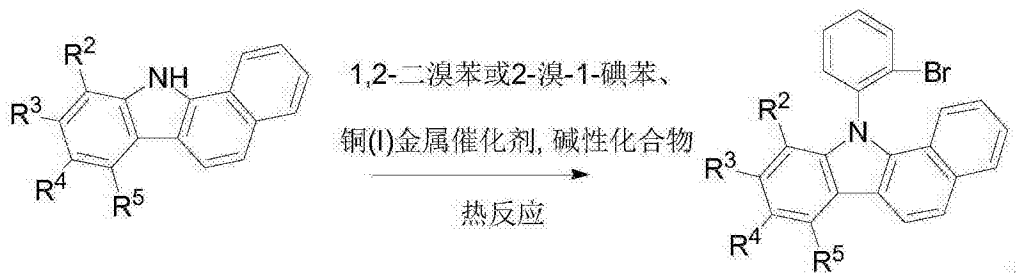 R² NH
R³
R⁴ R⁵
1,2-二溴苯或2-溴-1-碘苯、
铜(I)金属催化剂, 碱性化合物
热反应
Br
R² N
R³
R⁴ R⁵